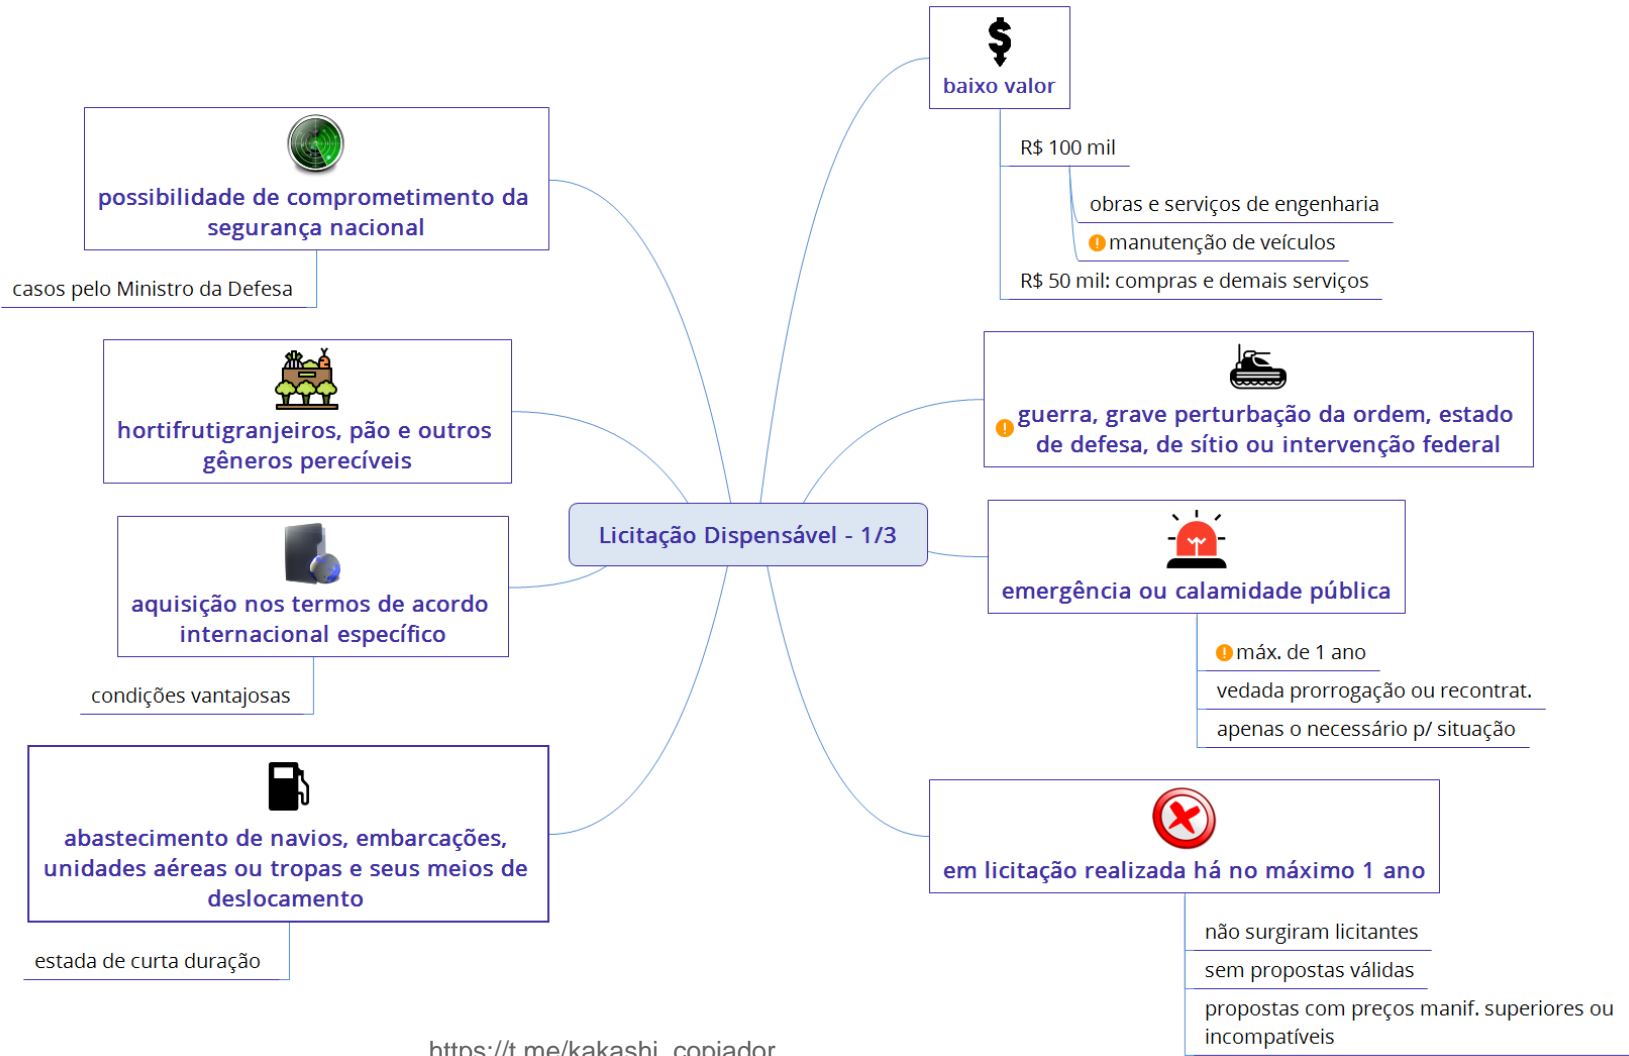 baixo valor
R$ 100 mil
obras e serviços de engenharia
manutenção de veículos
R$ 50 mil: compras e demais serviços
guerra, grave perturbação da ordem, estado
de defesa, de sítio ou intervenção federal
emergência ou calamidade pública
máx. de 1 ano
vedada prorrogação ou recontrat.
apenas o necessário p/ situação
em licitação realizada há no máximo 1 ano
não surgiram licitantes
sem propostas válidas
propostas com preços manif. superiores ou
incompatíveis
Licitação Dispensável - 1/3
possibilidade de comprometimento da
segurança nacional
casos pelo Ministro da Defesa
hortifrutigranjeiros, pão e outros
gêneros perecíveis
aquisição nos termos de acordo
internacional específico
condições vantajosas
abastecimento de navios, embarcações,
unidades aéreas ou tropas e seus meios de
deslocamento
estada de curta duração
https://t.me/kakashi_copiador